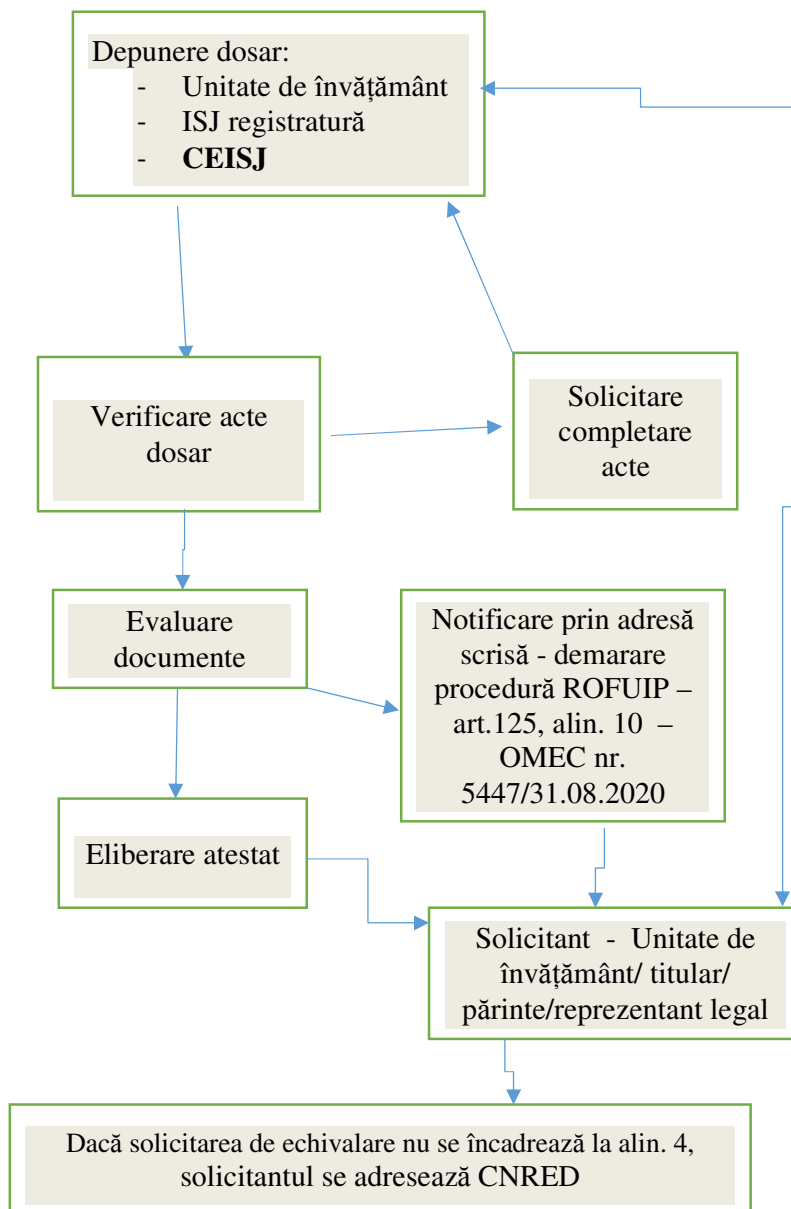 Depunere dosar:
- Unitate de învățământ
- ISJ registratură
- CEISJ
Verificare acte
dosar
Solicitare
completare
acte
Evaluare
documente
Notificare prin adresă
scrisă - demarare
procedură ROFUIP –
art.125, alin. 10 –
OMEC nr.
5447/31.08.2020
Eliberare atestat
Solicitant - Unitate de
învățământ/ titular/
părinte/reprezentant legal
Dacă solicitarea de echivalare nu se încadrează la alin. 4,
solicitantul se adresează CNRED